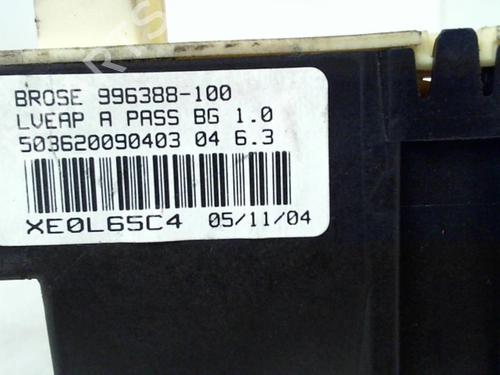 BROSE 996388-100
LVEAP A PASS BG 1.0
503620090403 04 6.3
XE0L65C4 05/11/04